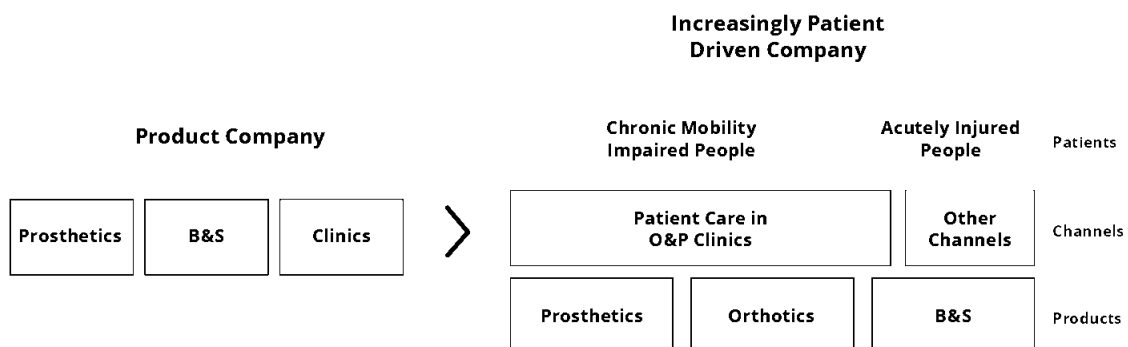 Increasingly Patient
Driven Company
Product Company
Chronic Mobility
Impaired People
Acutely Injured
People
Patients
Prosthetics
B&S
Clinics
Patient Care in
O&P Clinics
Other
Channels
Channels
Prosthetics
Orthotics
B&S
Products